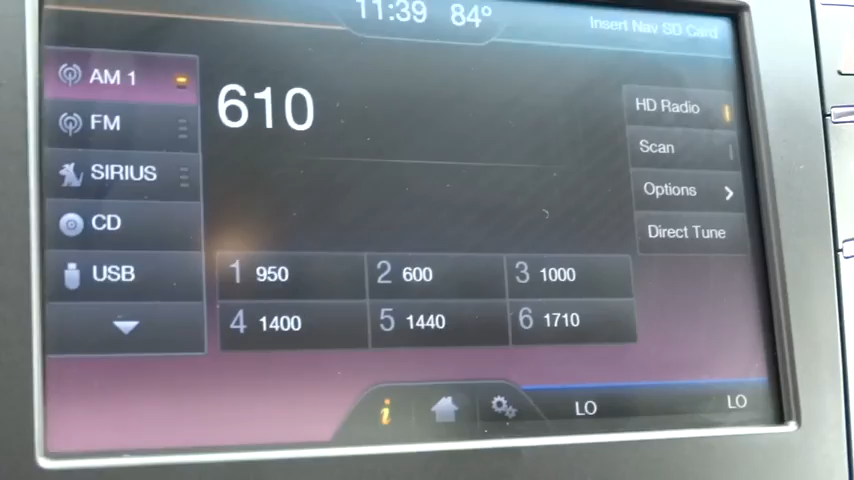 11:39 84°
Insert Nav SD Card
AM 1
FM
SIRIUS
CD
USB
610
HD Radio
Scan
Options
Direct Tune
1 950
2 600
3 1000
4 1400
5 1440
6 1710
i
LO
LO